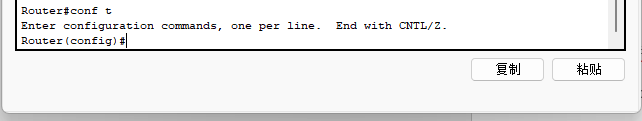 Router#conf t
Enter configuration commands, one per line.  End with CNTL/Z.
Router(config)#
复制 粘贴